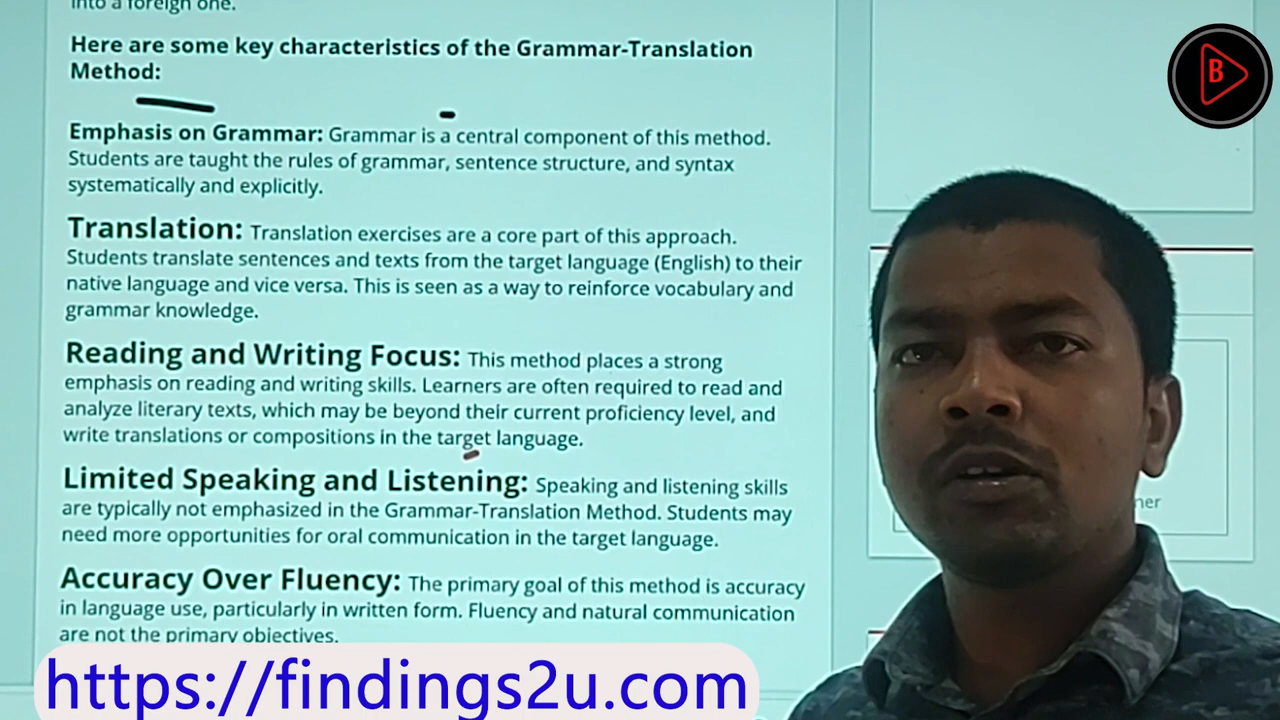 into a foreign one.
Here are some key characteristics of the Grammar-Translation
Method:
Emphasis on Grammar: Grammar is a central component of this method.
Students are taught the rules of grammar, sentence structure, and syntax
systematically and explicitly.
Translation: Translation exercises are a core part of this approach.
Students translate sentences and texts from the target language (English) to their
native language and vice versa. This is seen as a way to reinforce vocabulary and
grammar knowledge.
Reading and Writing Focus: This method places a strong
emphasis on reading and writing skills. Learners are often required to read and
analyze literary texts, which may be beyond their current proficiency level, and
write translations or compositions in the target language.
Limited Speaking and Listening: Speaking and listening skills
are typically not emphasized in the Grammar-Translation Method. Students may
need more opportunities for oral communication in the target language.
Accuracy Over Fluency: The primary goal of this method is accuracy
in language use, particularly in written form. Fluency and natural communication
are not the primary objectives.
https://findings2u.com
B